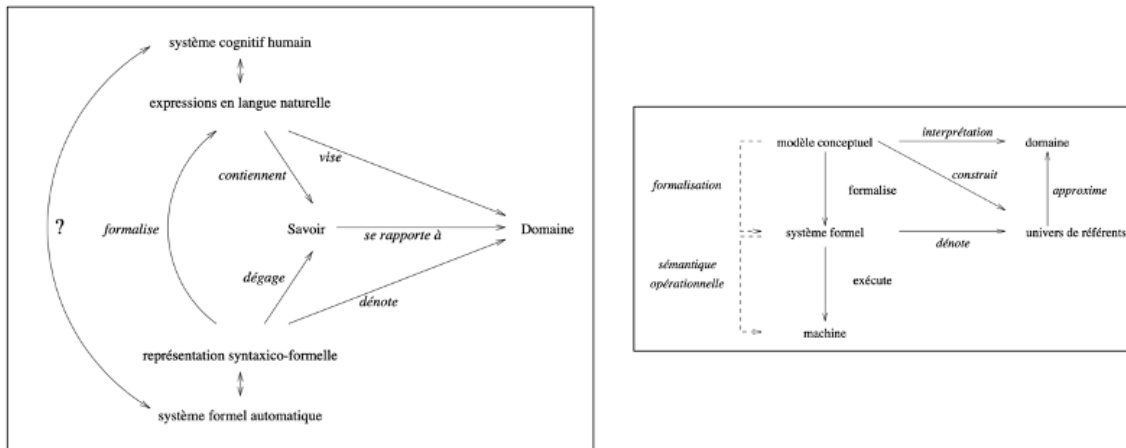 système cognitif humain
expressions en langue naturelle
vise
contiennent
?
formalise
Savoir
se rapporte à
Domaine
dégage
dénote
représentation syntaxico-formelle
système formel automatique
modèle conceptuel
interprétation
domaine
formalisation
formalise
construit
approxime
système formel
dénote
univers de référents
sémantique
opérationnelle
exécute
machine